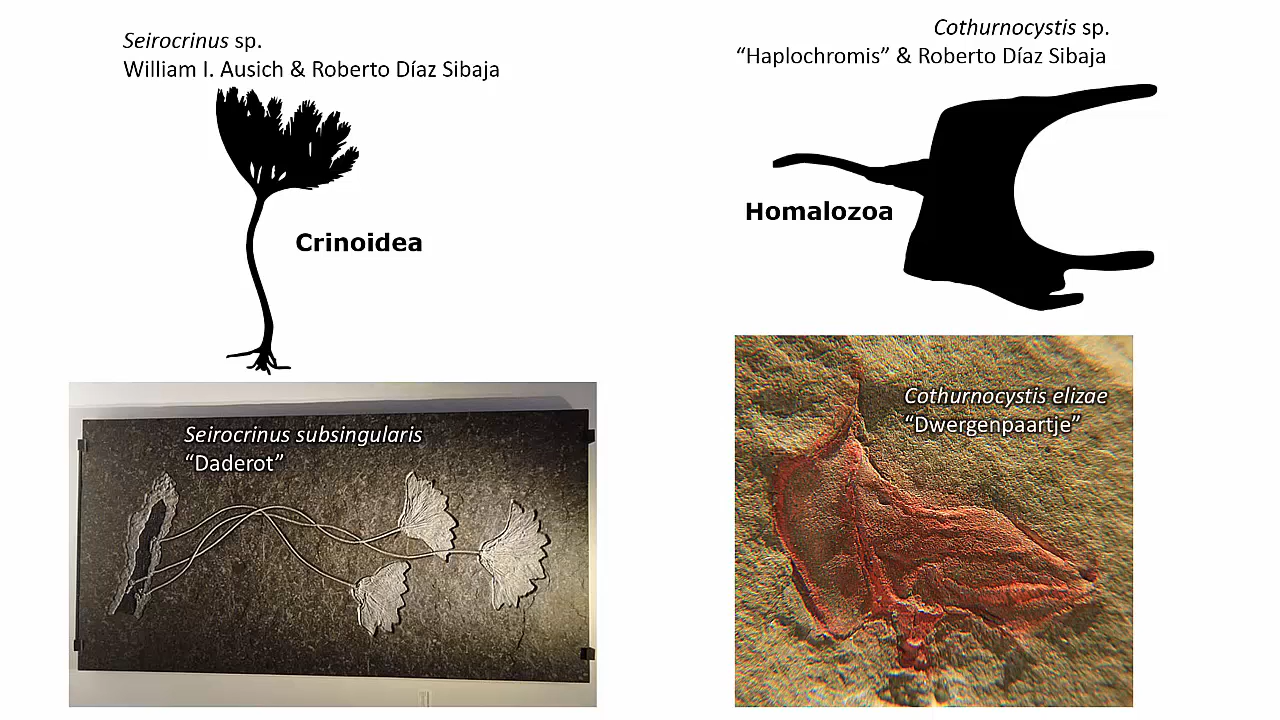 Seirocrinus sp.
William I. Ausich & Roberto Díaz Sibaja
Crinoidea
Seirocrinus subsingularis
“Daderot”
Cothurnocystis sp.
“Haplochromis” & Roberto Díaz Sibaja
Homalozoa
Cothurnocystis elizae
“Dwergenpaartje”